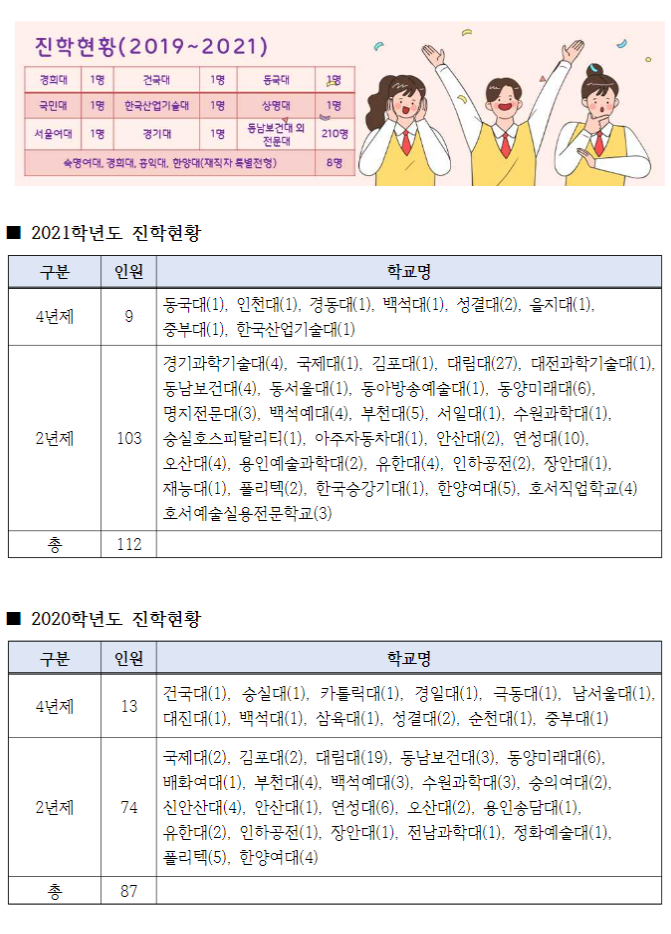 진학현황(2019~2021)
경희대 1명 건국대 1명 동국대 1명
국민대 1명 한국산업기술대 1명 상명대 1명
서울여대 1명 경기대 1명 동남보건대 외 전문대 210명
숙명여대, 경희대, 홍익대, 한양대(재직자 특별전형) 8명
■ 2021학년도 진학현황
구분 인원 학교명
4년제 9 동국대(1), 인천대(1), 경동대(1), 백석대(1), 성결대(2), 을지대(1),
중부대(1), 한국산업기술대(1)
2년제 103 경기과학기술대(4), 국제대(1), 김포대(1), 대림대(27), 대전과학기술대(1),
동남보건대(4), 동서울대(1), 동아방송예술대(1), 동양미래대(6),
명지전문대(3), 백석예대(4), 부천대(5), 서일대(1), 수원과학대(1),
숭실호스피탈리티(1), 아주자동차대(1), 안산대(2), 연성대(10),
오산대(4), 용인예술과학대(2), 유한대(4), 인하공전(2), 장안대(1),
재능대(1), 폴리텍(2), 한국승강기대(1), 한양여대(5), 호서직업학교(4)
호서예술실용전문학교(3)
총 112
■ 2020학년도 진학현황
구분 인원 학교명
4년제 13 건국대(1), 숭실대(1), 카톨릭대(1), 경일대(1), 극동대(1), 남서울대(1),
대진대(1), 백석대(1), 삼육대(1), 성결대(2), 순천대(1), 중부대(1)
2년제 74 국제대(2), 김포대(2), 대림대(19), 동남보건대(3), 동양미래대(6),
배화여대(1), 부천대(4), 백석예대(3), 수원과학대(3), 숭의여대(2),
신안산대(4), 안산대(1), 연성대(6), 오산대(2), 용인송담대(1),
유한대(2), 인하공전(1), 장안대(1), 전남과학대(1), 정화예술대(1),
폴리텍(5), 한양여대(4)
총 87